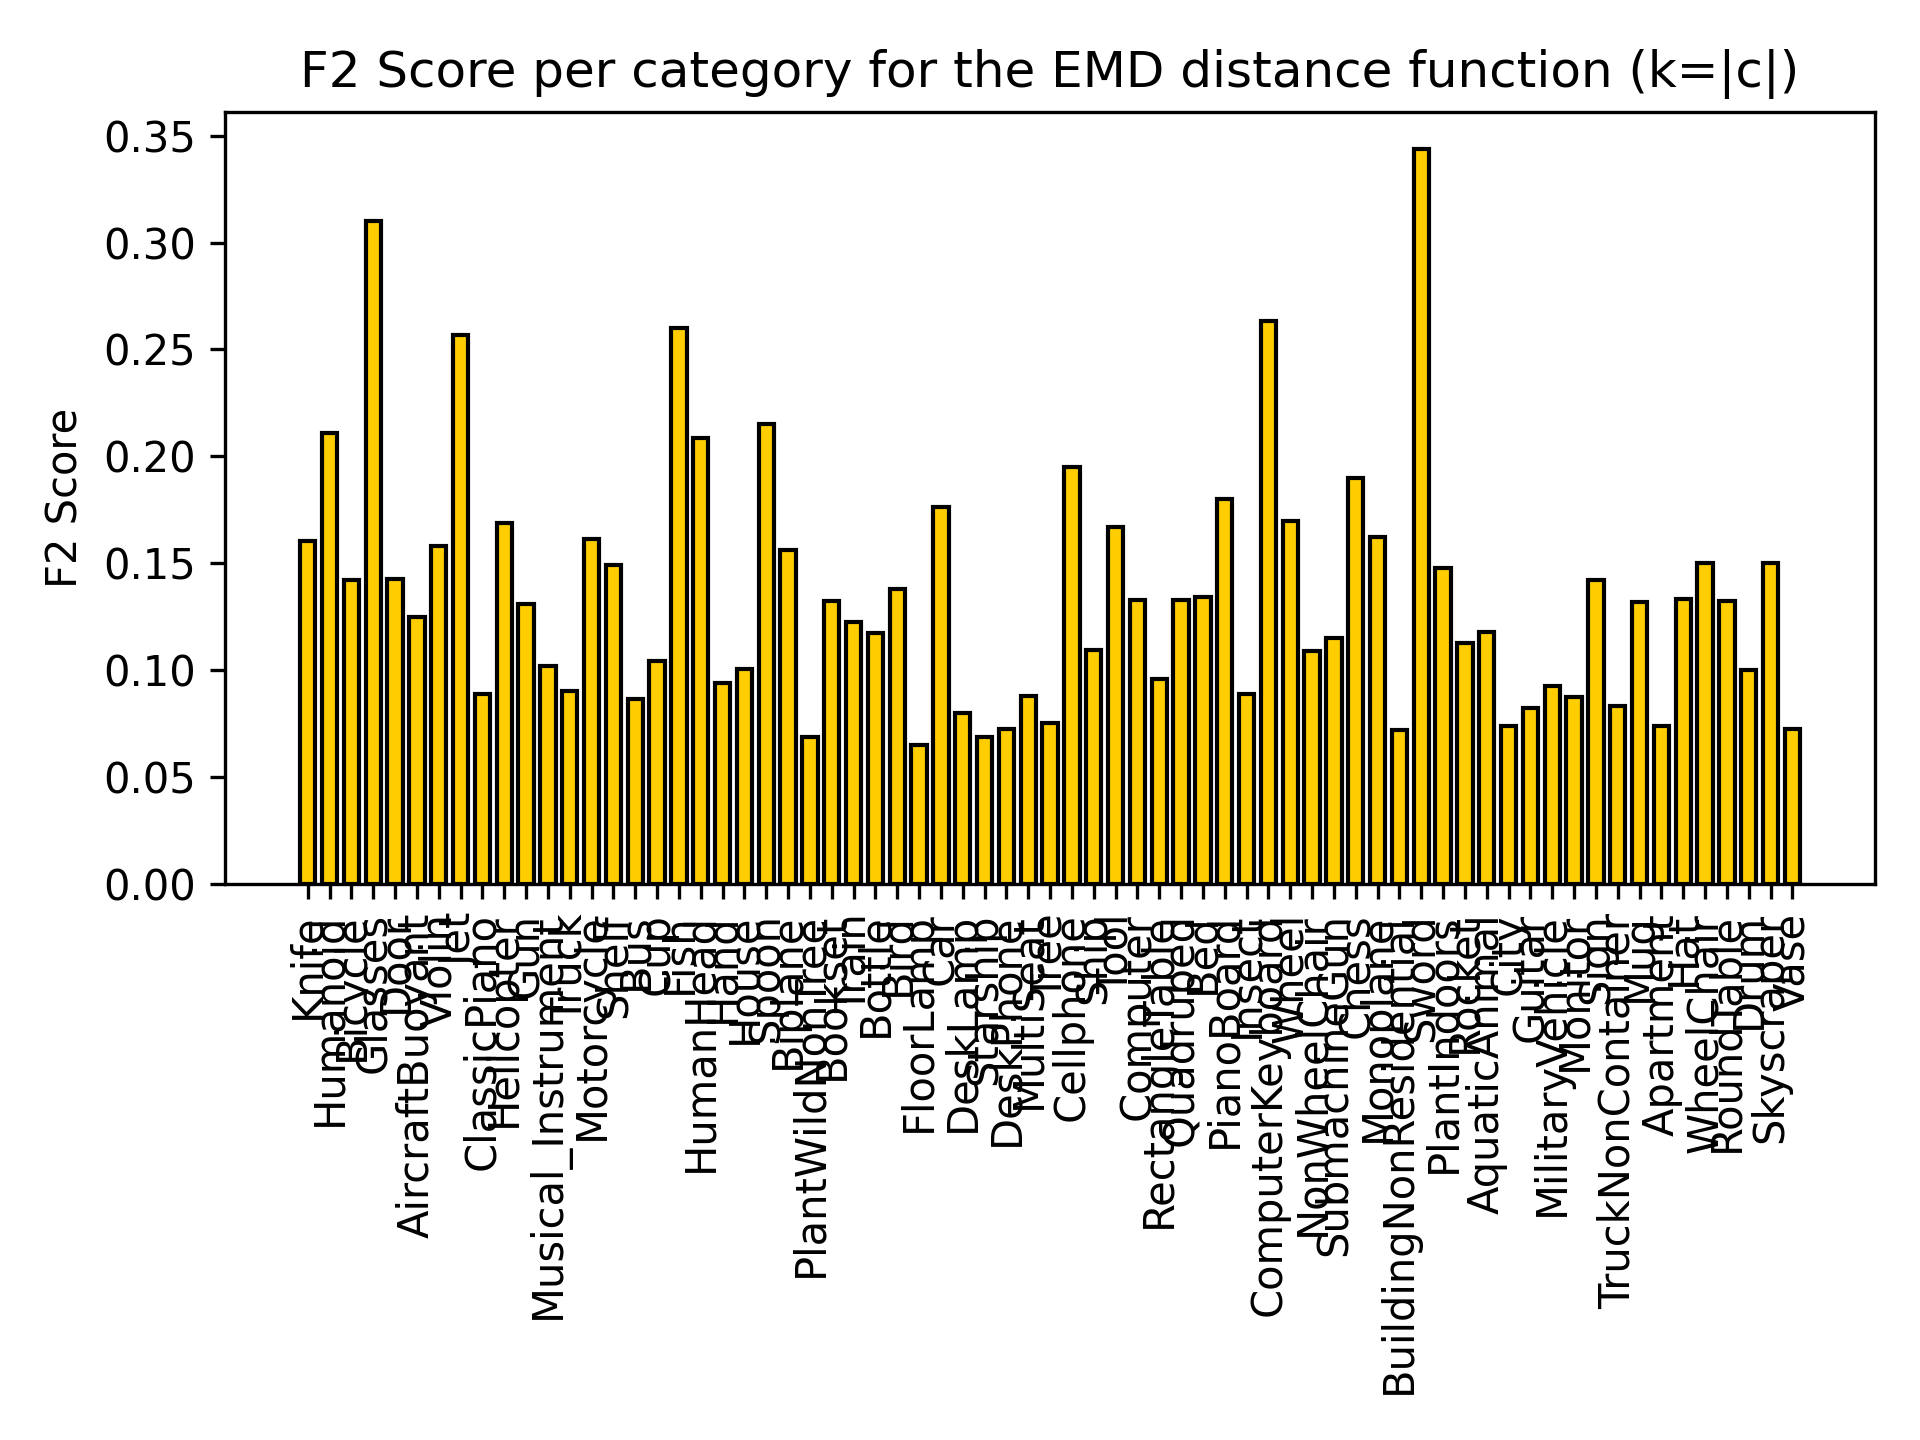 F2 Score per category for the EMD distance function (k=|c|)
F2 Score
0.35
0.30
0.25
0.20
0.15
0.10
0.05
0.00
Knife
Humanoid
Bicycle
Glasses
Door
AircraftBuoyant
Violin
Jet
ClassicPiano
Helicopter
Gun
Musical_Instrument
Truck
Motorcycle
Shelf
Bus
Cup
Fish
HumanHead
Hand
House
Spoon
Biplane
PlantWildNonTree
Bookset
Train
Bottle
Bird
FloorLamp
Car
DeskLamp
StarShip
DeskPhone
MultiSeat
Tree
Cellphone
Ship
Tool
Computer
RectangleTable
Quadruped
Bed
PianoBoard
Insect
ComputerKeyboard
Wheel
NonWheelChair
SubmachineGun
Chess
Monoplane
BuildingNonResidential
Sword
PlantIndoors
Rocket
AquaticAnimal
City
Guitar
MilitaryVehicle
Monitor
Sign
TruckNonContainer
Mug
Apartment
Hat
WheelChair
RoundTable
Drum
Skyscraper
Vase